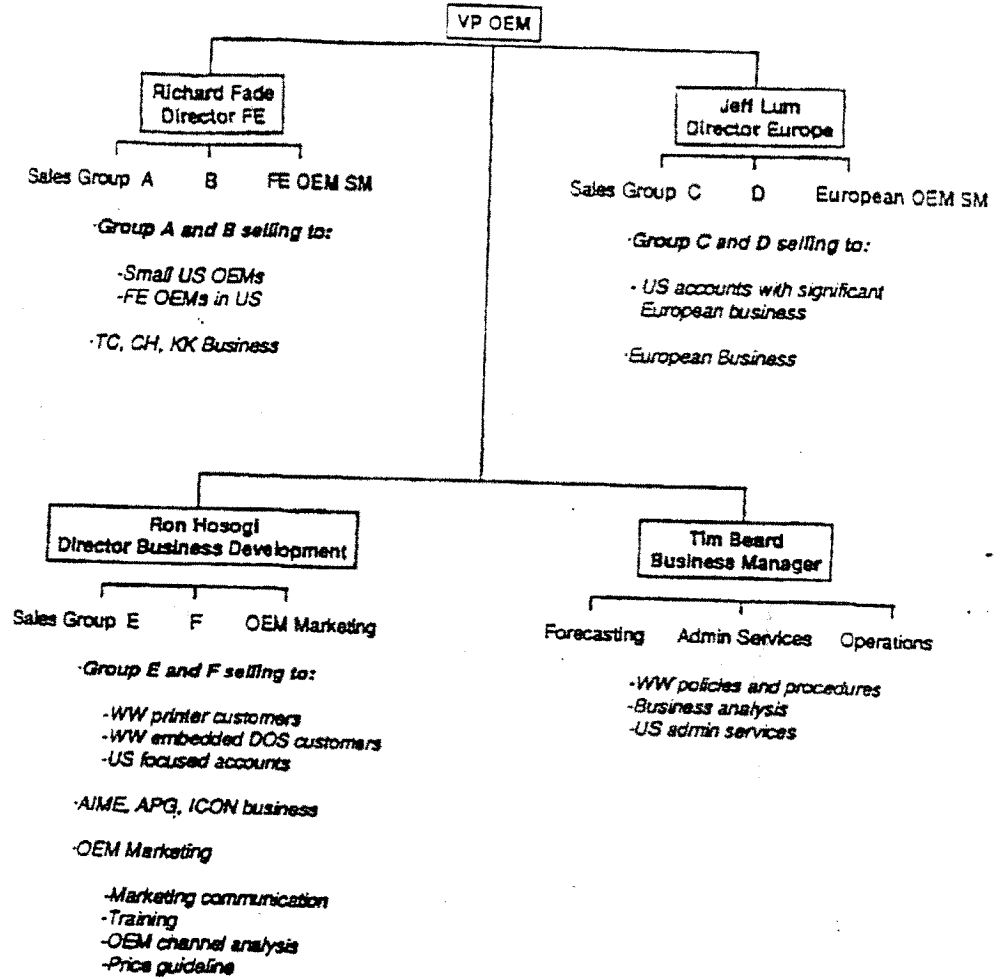 VP OEM
Richard Fade
Director FE
Sales Group A B FE OEM SM
·Group A and B selling to:
-Small US OEMs
-FE OEMs in US
·TC, CH, KK Business
Jeff Lum
Director Europe
Sales Group C D European OEM SM
·Group C and D selling to:
- US accounts with significant
European business
·European Business
Ron Hosogi
Director Business Development
Sales Group E F OEM Marketing
·Group E and F selling to:
-WW printer customers
-WW embedded DOS customers
-US focused accounts
·AIME, APG, ICON business
·OEM Marketing
-Marketing communication
-Training
-OEM channel analysis
-Price guideline
Tim Beard
Business Manager
Forecasting Admin Services Operations
-WW policies and procedures
-Business analysis
-US admin services